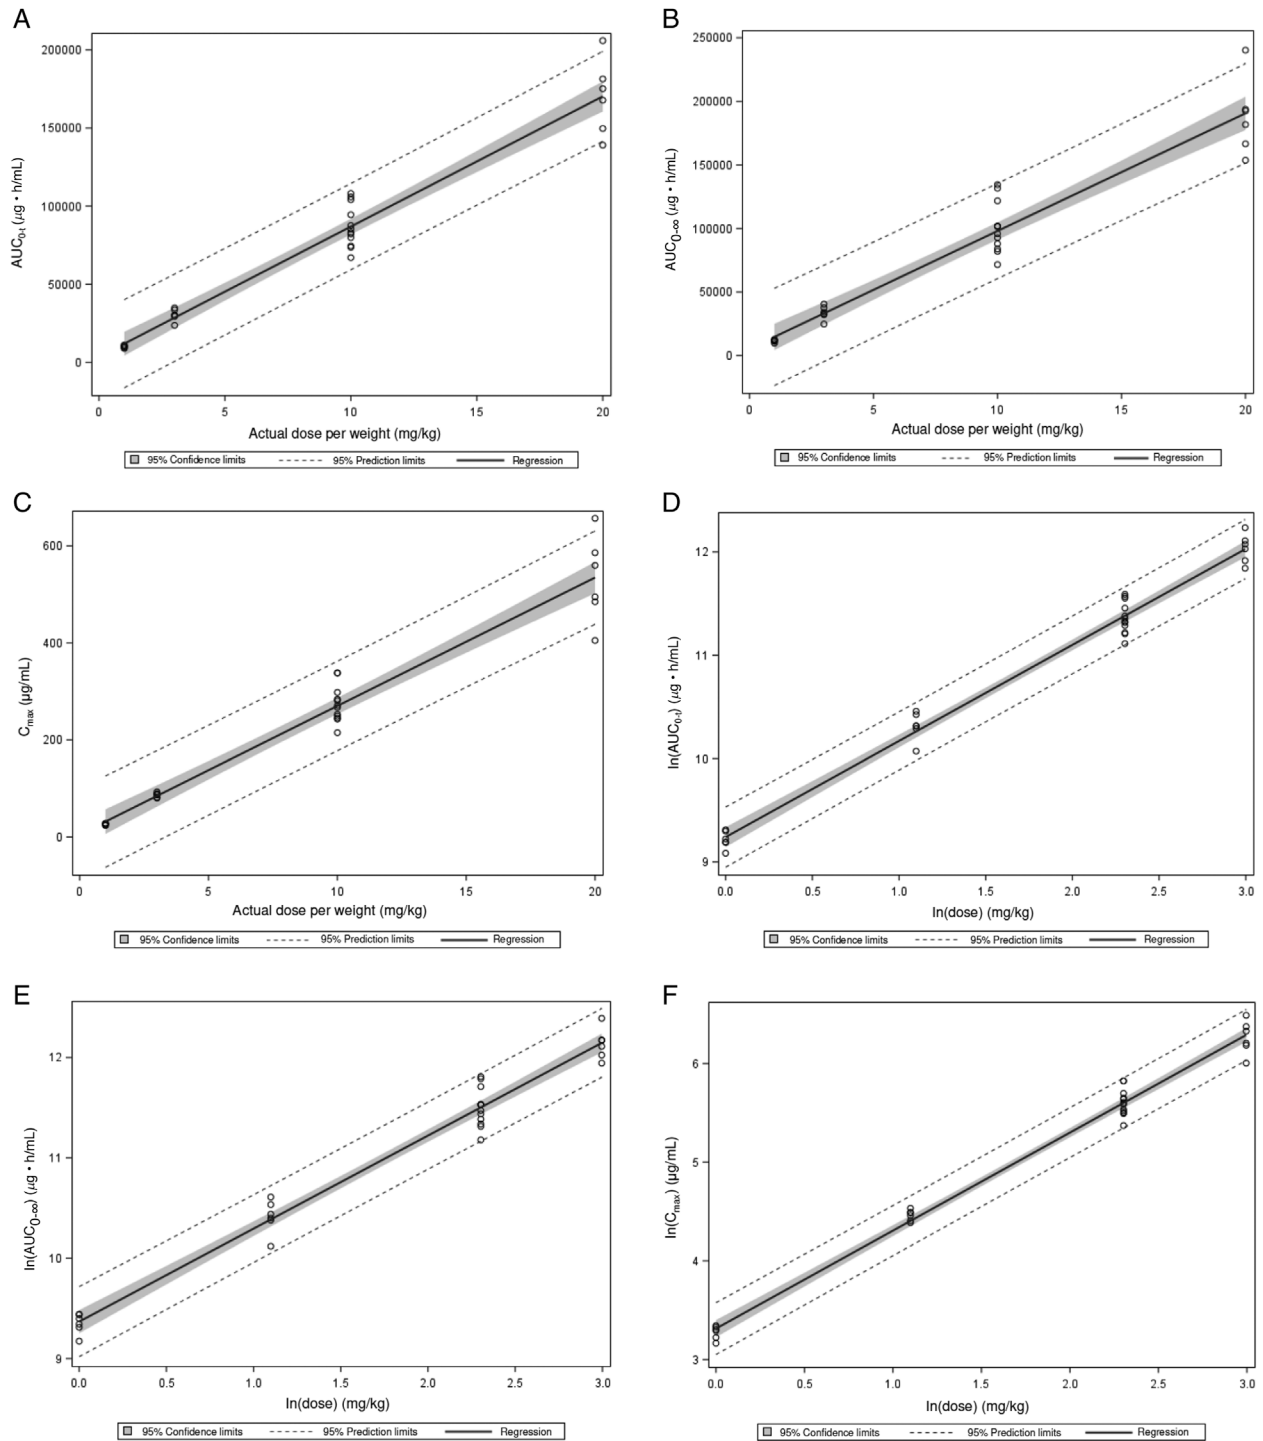 A
200000
150000
100000
50000
0
AUC0-t (μg • h/mL)
0 5 10 15 20
Actual dose per weight (mg/kg)
95% Confidence limits 95% Prediction limits Regression
B
250000
200000
150000
100000
50000
0
AUC0-∞ (μg • h/mL)
0 5 10 15 20
Actual dose per weight (mg/kg)
95% Confidence limits 95% Prediction limits Regression
C
600
400
200
0
Cmax (μg/mL)
0 5 10 15 20
Actual dose per weight (mg/kg)
95% Confidence limits 95% Prediction limits Regression
D
12
11
10
9
ln(AUC0-t) (μg • h/mL)
0.0 0.5 1.0 1.5 2.0 2.5 3.0
ln(dose) (mg/kg)
95% Confidence limits 95% Prediction limits Regression
E
12
11
10
9
ln(AUC0-∞) (μg • h/mL)
0.0 0.5 1.0 1.5 2.0 2.5 3.0
ln(dose) (mg/kg)
95% Confidence limits 95% Prediction limits Regression
F
6
5
4
3
ln(Cmax) (μg/mL)
0.0 0.5 1.0 1.5 2.0 2.5 3.0
ln(dose) (mg/kg)
95% Confidence limits 95% Prediction limits Regression